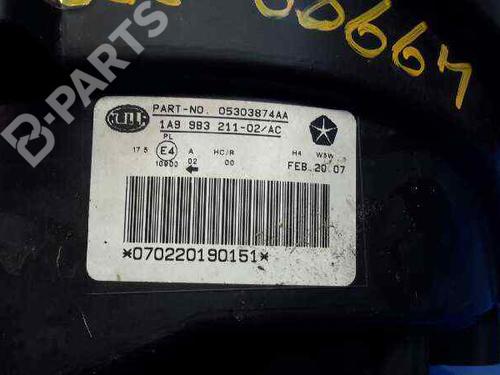 B-PARTS
PART-NO. 05303874AA
1A9 9B3 211-02/AC
PL
17.5 E4 A HC/R H4 W5W
10900 02 00 FEB.20.07
*070220190151*